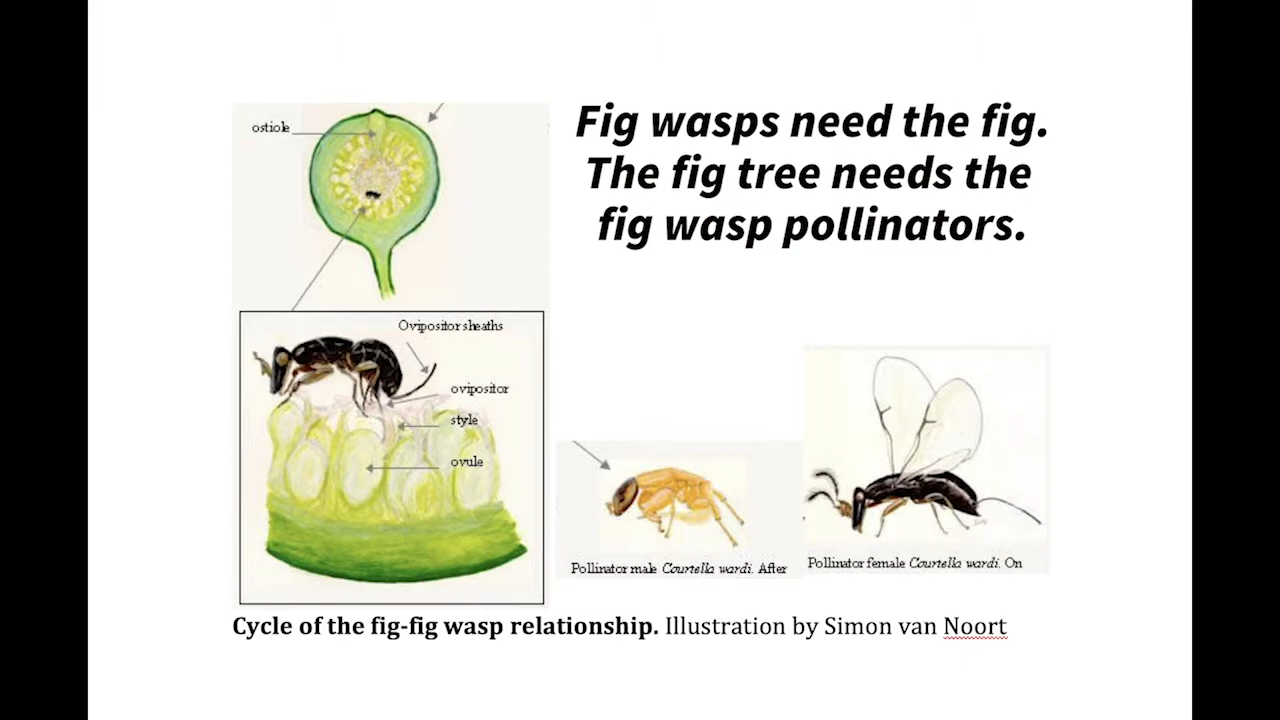 ostiole
Fig wasps need the fig.
The fig tree needs the
fig wasp pollinators.
Ovipositor sheaths
ovipositor
style
ovule
Pollinator male Courtella wardi. After
Pollinator female Courtella wardi. On
Cycle of the fig-fig wasp relationship. Illustration by Simon van Noort